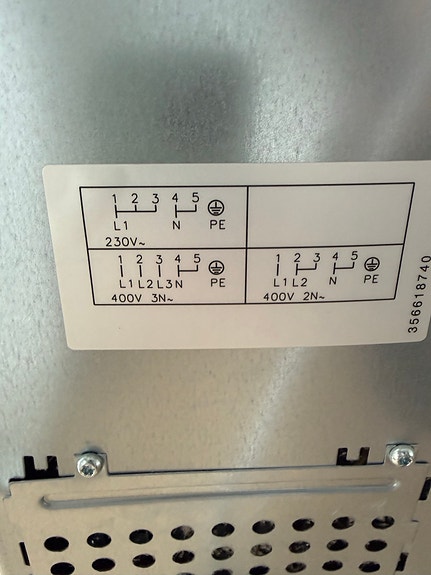 1 2 3 4 5
L1 N PE
230V~
1 2 3 4 5
L1 L2 L3 N PE
400V 3N~
1 2 3 4 5
L1 L2 N PE
400V 2N~
356618740